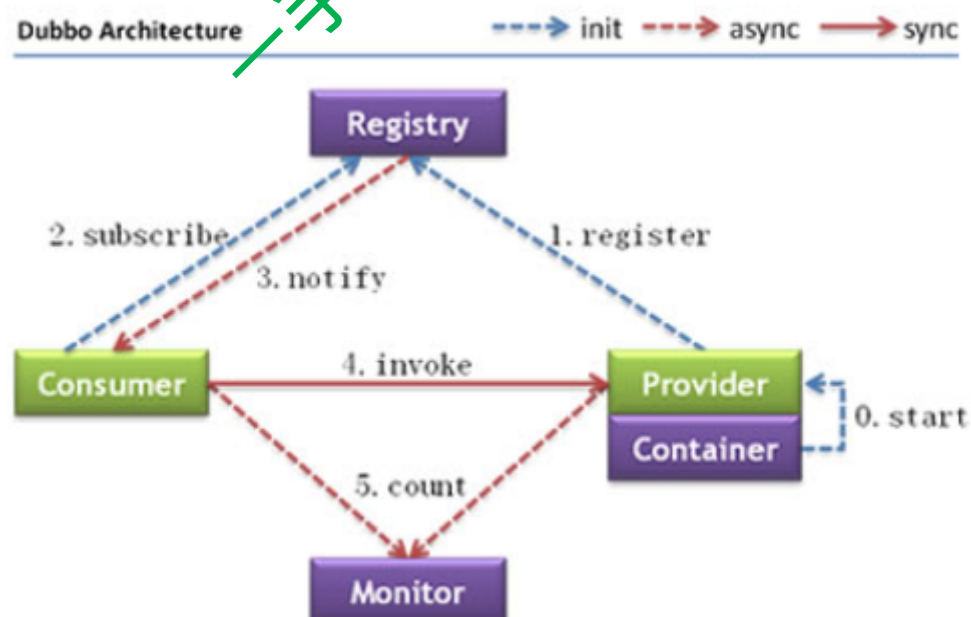 Dubbo Architecture
init async sync
Registry
2. subscribe
1. register
3. notify
4. invoke
Consumer
Provider
0. start
Container
5. count
Monitor